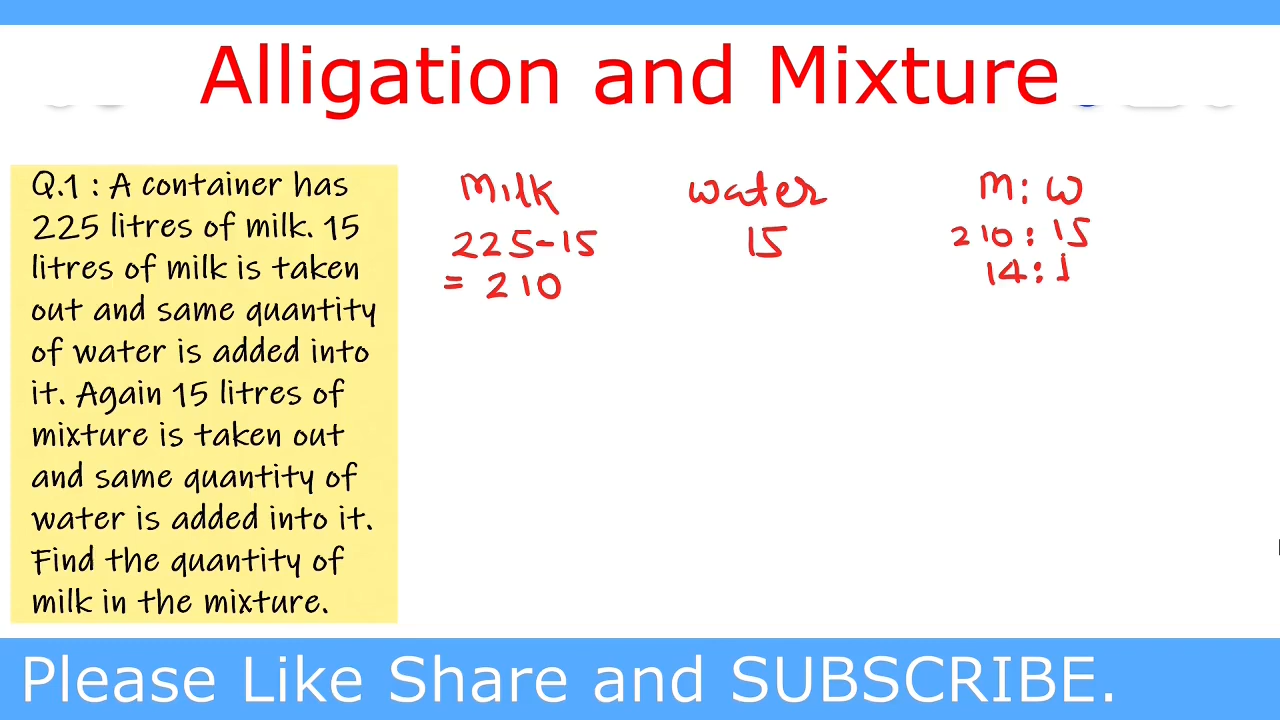 Alligation and Mixture
Q.1 : A container has
225 litres of milk. 15
litres of milk is taken
out and same quantity
of water is added into
it. Again 15 litres of
mixture is taken out
and same quantity of
water is added into it.
Find the quantity of
milk in the mixture.
Milk water M : W
225-15 15 210 : 15
= 210 14 : 1
Please Like Share and SUBSCRIBE.